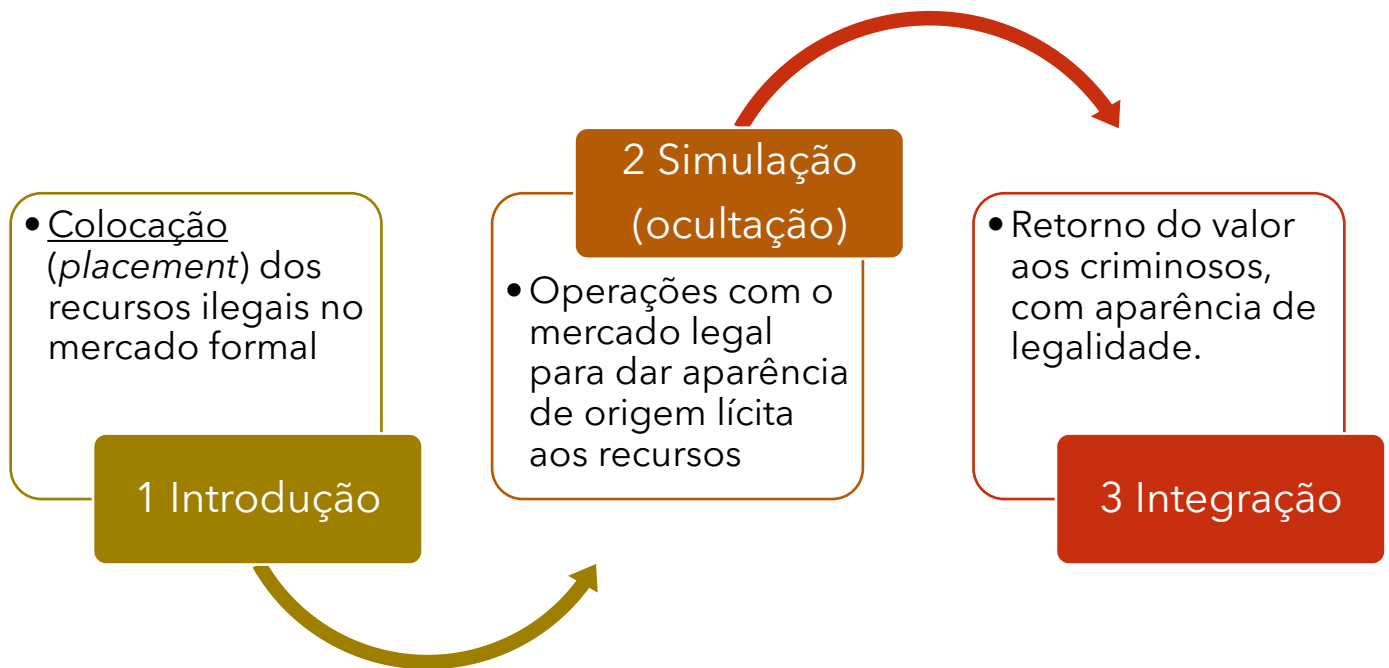 • Colocação
(placement) dos
recursos ilegais no
mercado formal
1 Introdução
2 Simulação
(ocultação)
• Operações com o
mercado legal
para dar aparência
de origem lícita
aos recursos
• Retorno do valor
aos criminosos,
com aparência de
legalidade.
3 Integração